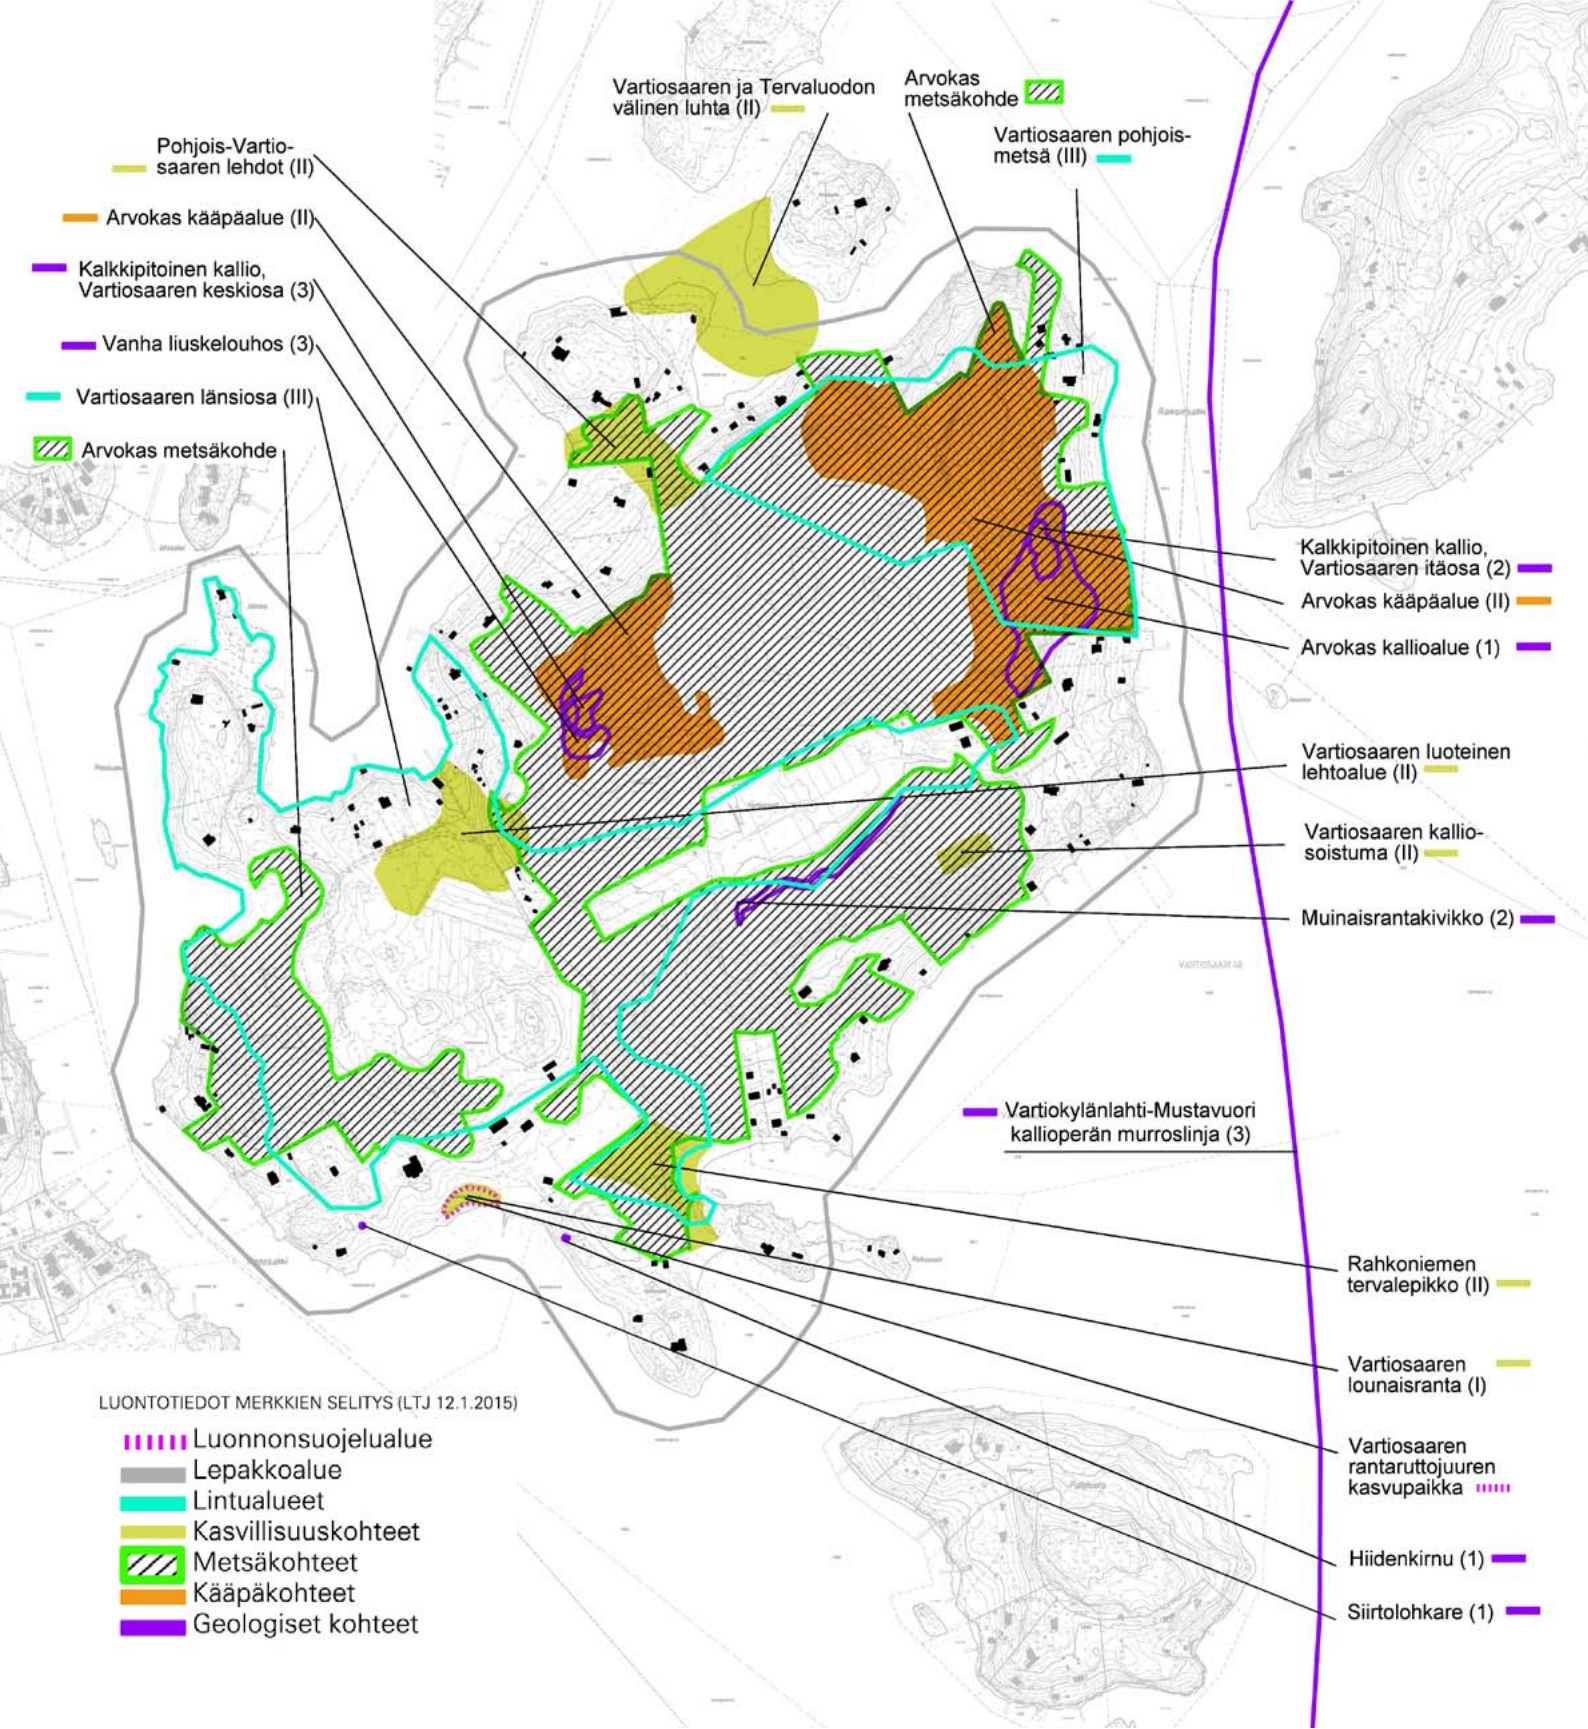 Vartiosaaren ja Tervaluodon
välinen luhta (II)
Arvokas
metsäkohde
Vartiosaaren pohjois-
metsä (III)
Pohjois-Vartio-
saaren lehdot (II)
Arvokas kääpäalue (II)
Kalkkipitoinen kallio,
Vartiosaaren keskiosa (3)
Vanha liuskelouhos (3)
Vartiosaaren länsiosa (III)
Arvokas metsäkohde
Kalkkipitoinen kallio,
Vartiosaaren itäosa (2)
Arvokas kääpäalue (II)
Arvokas kallioalue (1)
Vartiosaaren luoteinen
lehtoalue (II)
Vartiosaaren kallio-
soistuma (II)
Muinaisrantakivikko (2)
Vartiokylänlahti-Mustavuori
kallioperän murroslinja (3)
Rahkoniemen
tervalepikko (II)
Vartiosaaren
lounaisranta (I)
Vartiosaaren
rantaruttojuuren
kasvupaikka
Hiidenkirnu (1)
Siirtolohkare (1)
LUONTOTIEDOT MERKKIEN SELITYS (LTJ 12.1.2015)
Luonnonsuojelualue
Lepakkoalue
Lintualueet
Kasvillisuuskohteet
Metsäkohteet
Kääpäkohteet
Geologiset kohteet